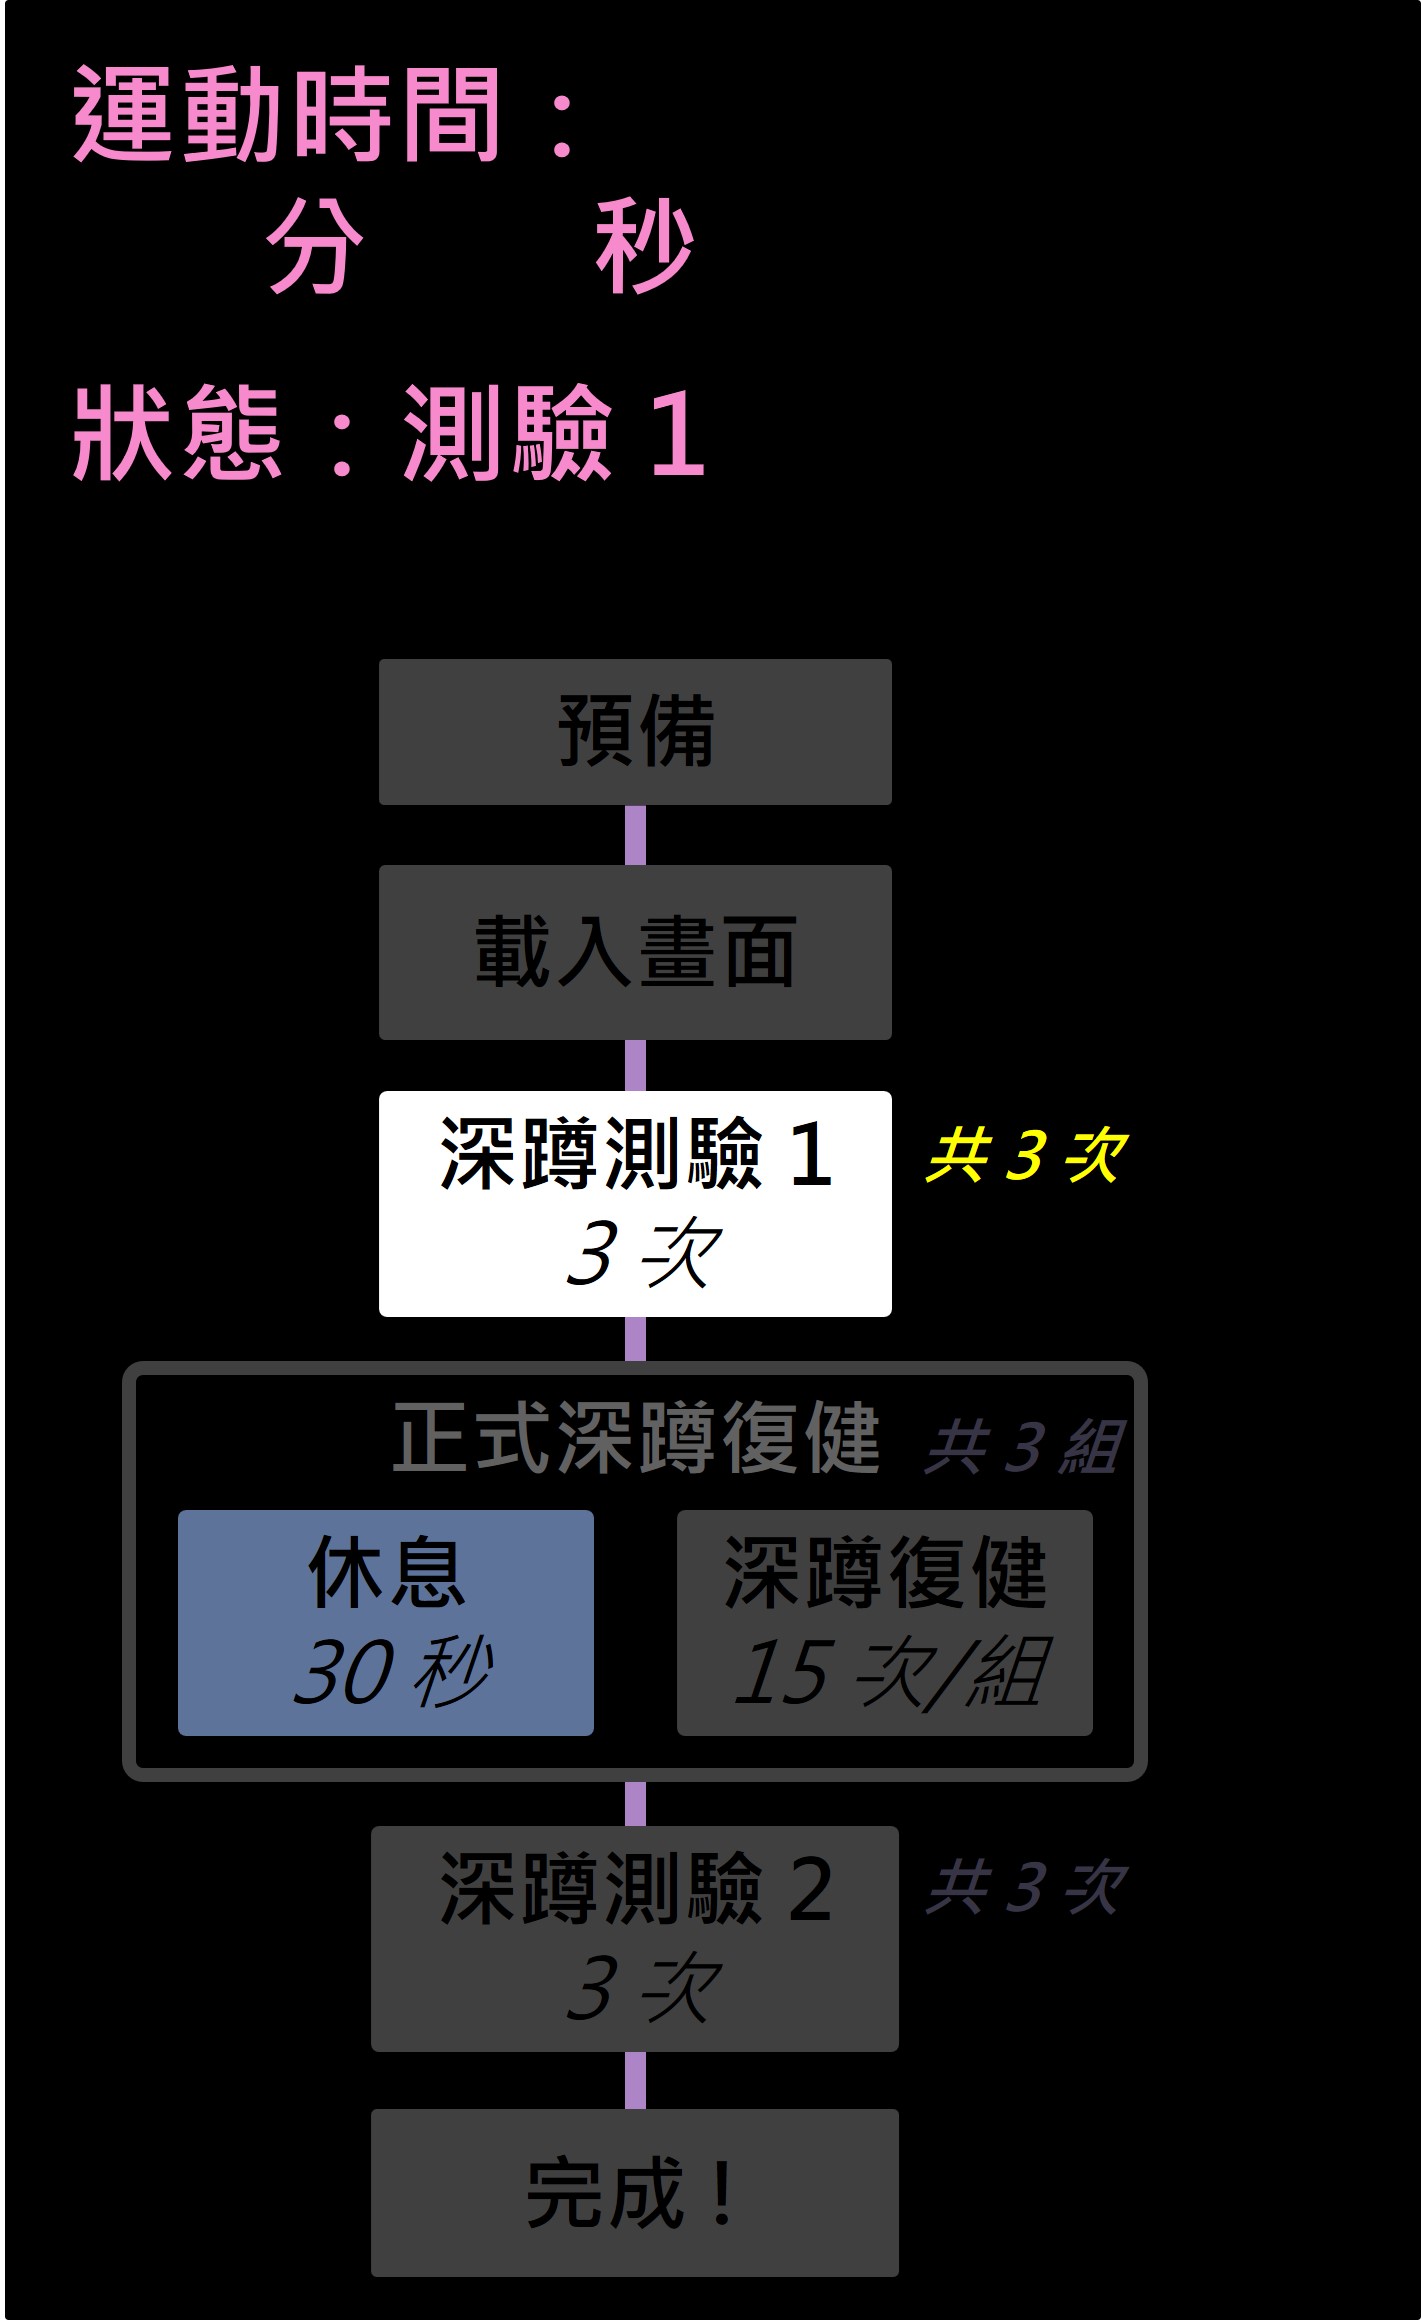 運動時間：
分　　秒
狀態：測驗 1
預備
載入畫面
深蹲測驗 1
共 3 次
3 次
正式深蹲復健
共 3 組
休息
30 秒
深蹲復健
15 次/組
深蹲測驗 2
共 3 次
3 次
完成！